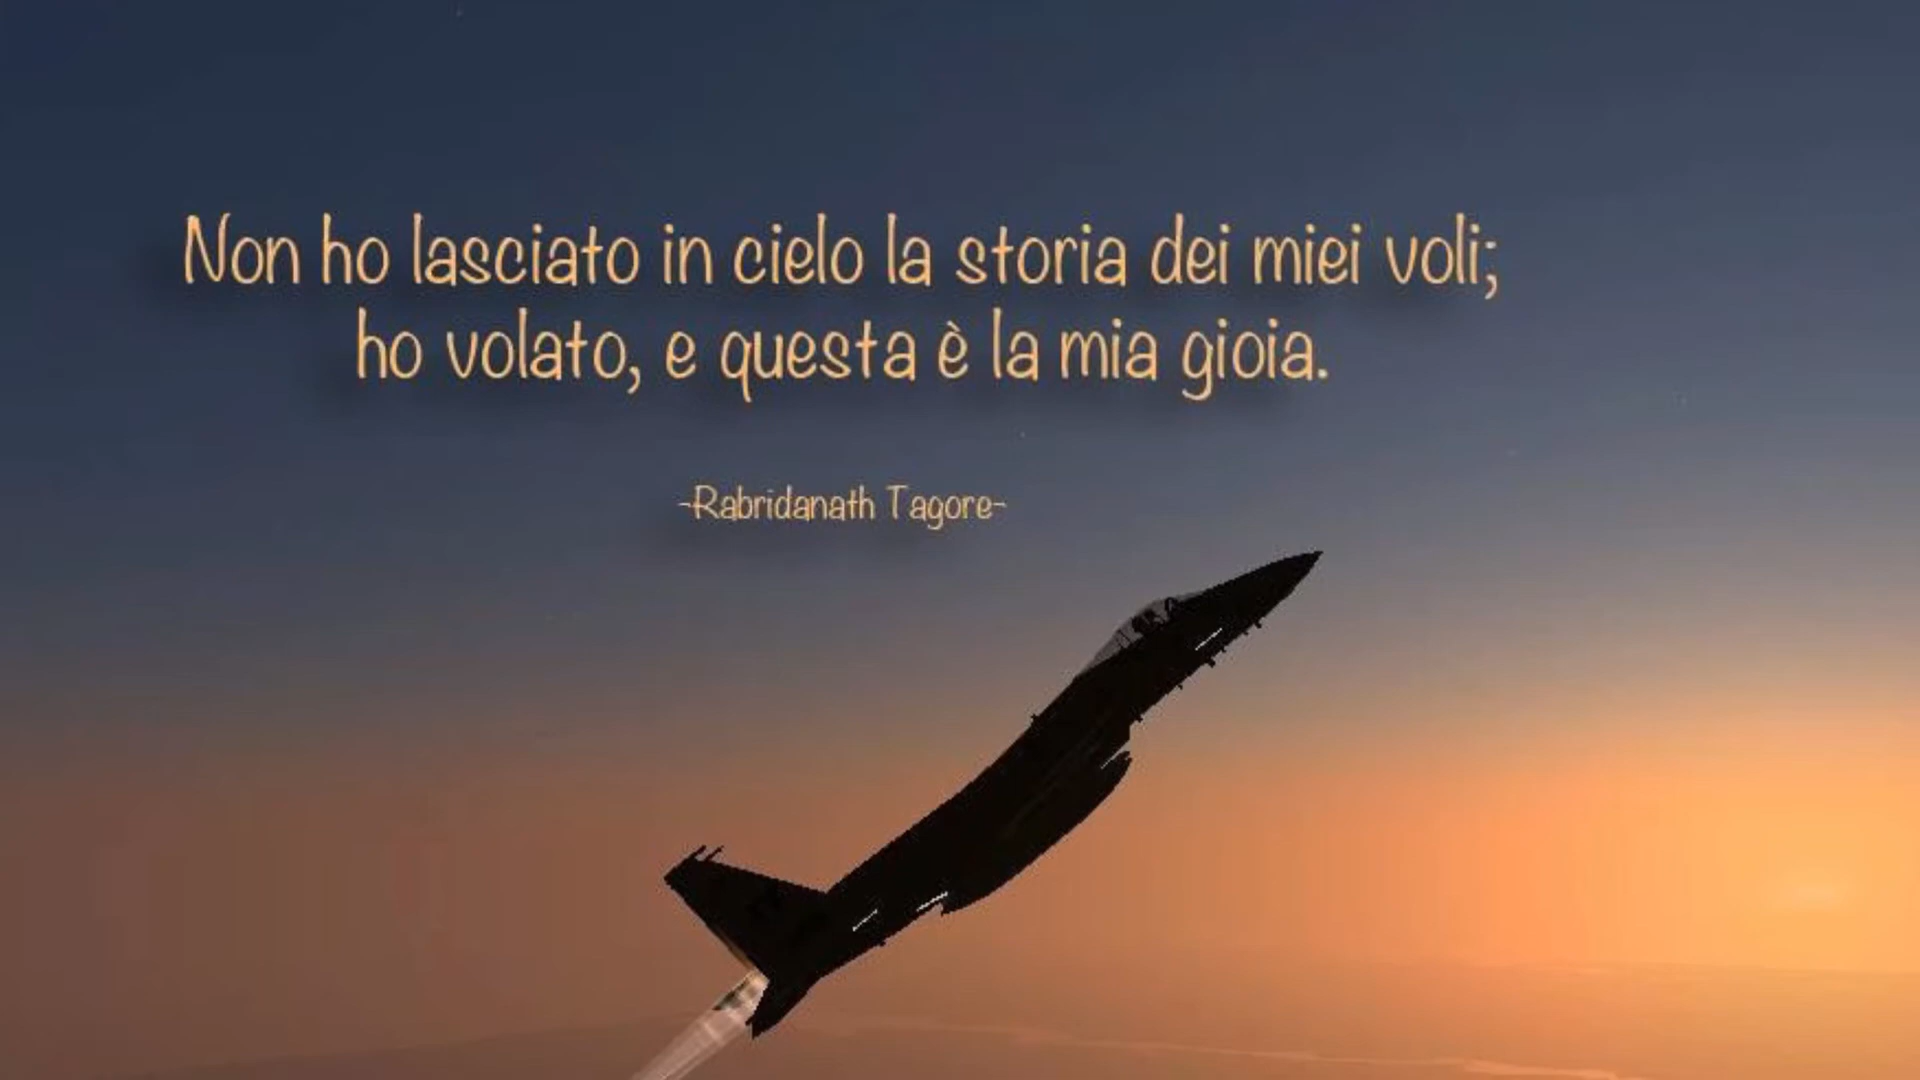 Non ho lasciato in cielo la storia dei miei voli;
ho volato, e questa è la mia gioia.
-Rabridanath Tagore-